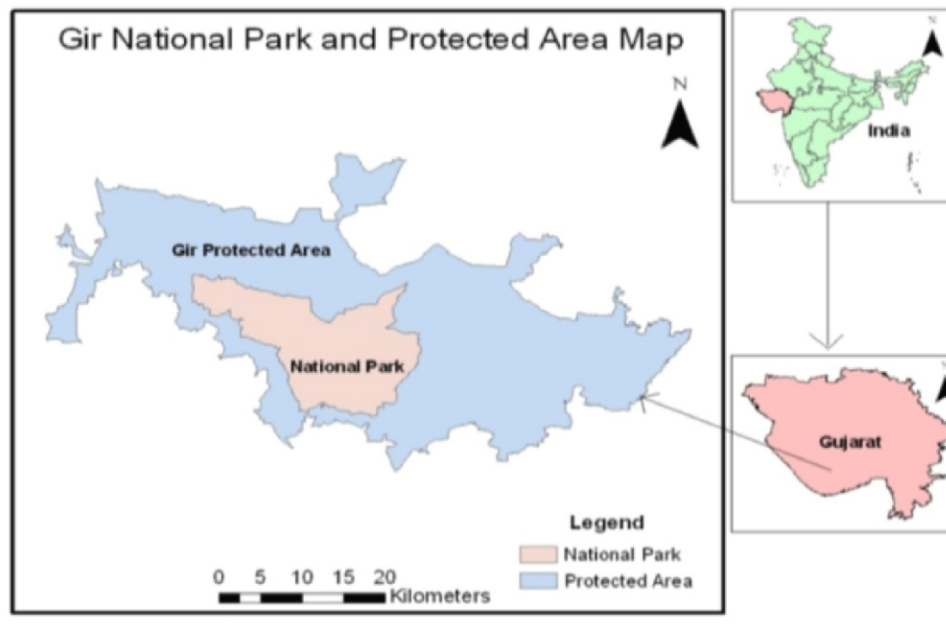 Gir National Park and Protected Area Map
N
Gir Protected Area
National Park
Legend
National Park
Protected Area
0 5 10 15 20
Kilometers
N
India
N
Gujarat